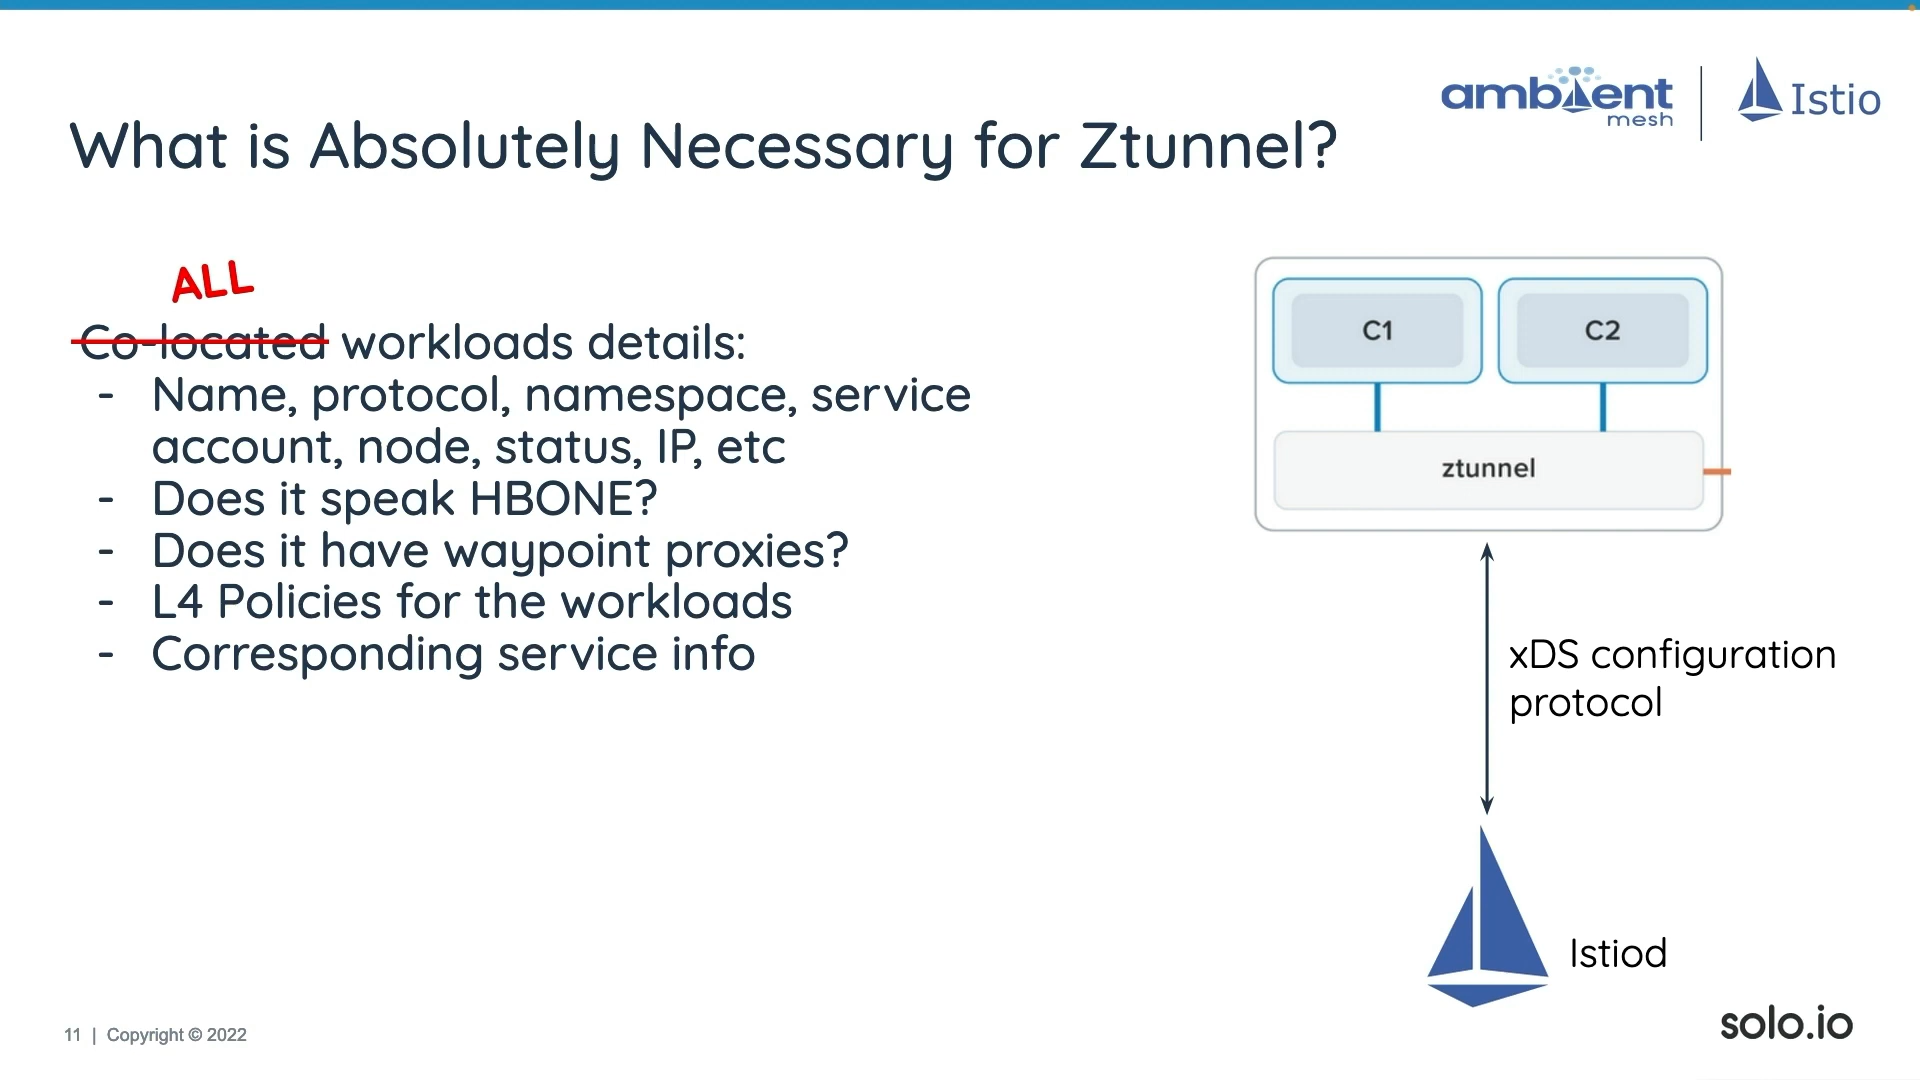 ambient
mesh
Istio
What is Absolutely Necessary for Ztunnel?
ALL
Co-located workloads details:
- Name, protocol, namespace, service
account, node, status, IP, etc
- Does it speak HBONE?
- Does it have waypoint proxies?
- L4 Policies for the workloads
- Corresponding service info
C1
C2
ztunnel
xDS configuration
protocol
Istiod
11 | Copyright © 2022
solo.io